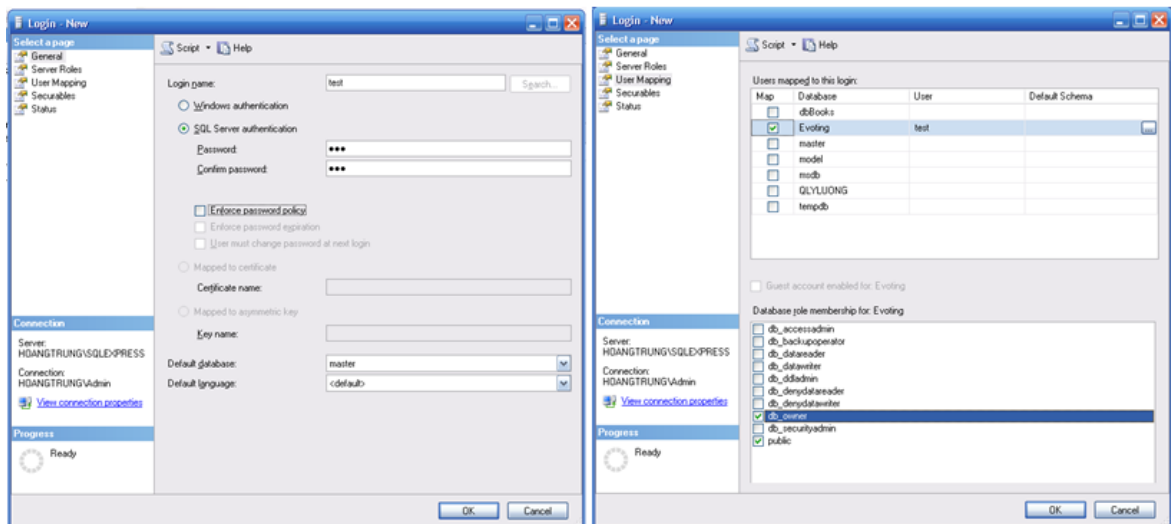 Login - New
Select a page
General
Server Roles
User Mapping
Securables
Status
Script
Help
Login name:
test
Search...
Windows authentication
SQL Server authentication
Password:
●●●
Confirm password:
●●●
Enforce password policy
Enforce password expiration
User must change password at next login
Mapped to certificate
Certificate name:
Mapped to asymmetric key
Key name:
Default database:
master
Default language:
<default>
Connection
Server:
HOANGTRUNG\SQLEXPRESS
Connection:
HOANGTRUNG\Admin
View connection properties
Progress
Ready
OK
Cancel
Login - New
Select a page
General
Server Roles
User Mapping
Securables
Status
Script
Help
Users mapped to this login:
Map Database User Default Schema
dbBooks
Evoting test ...
master
model
msdb
QLYLUONG
tempdb
Guest account enabled for: Evoting
Database role membership for: Evoting
db_accessadmin
db_backupoperator
db_datareader
db_datawriter
db_ddladmin
db_denydatareader
db_denydatawriter
db_owner
db_securityadmin
public
Connection
Server:
HOANGTRUNG\SQLEXPRESS
Connection:
HOANGTRUNG\Admin
View connection properties
Progress
Ready
OK
Cancel